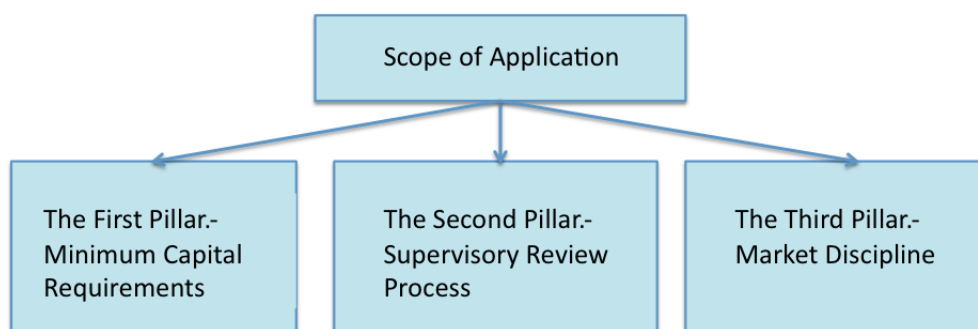 Scope of Application
The First Pillar.-
Minimum Capital
Requirements
The Second Pillar.-
Supervisory Review
Process
The Third Pillar.-
Market Discipline